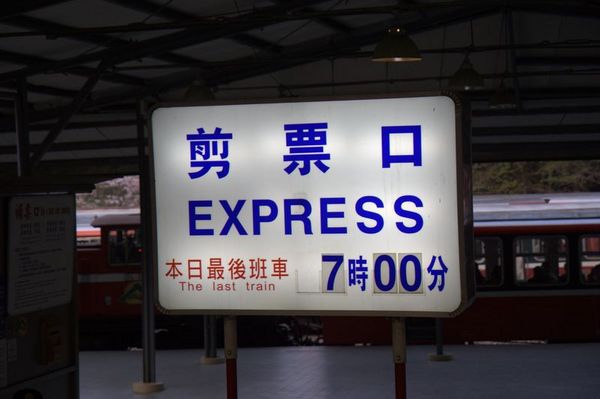 剪票口
EXPRESS
本日最後班車 7時00分
The last train